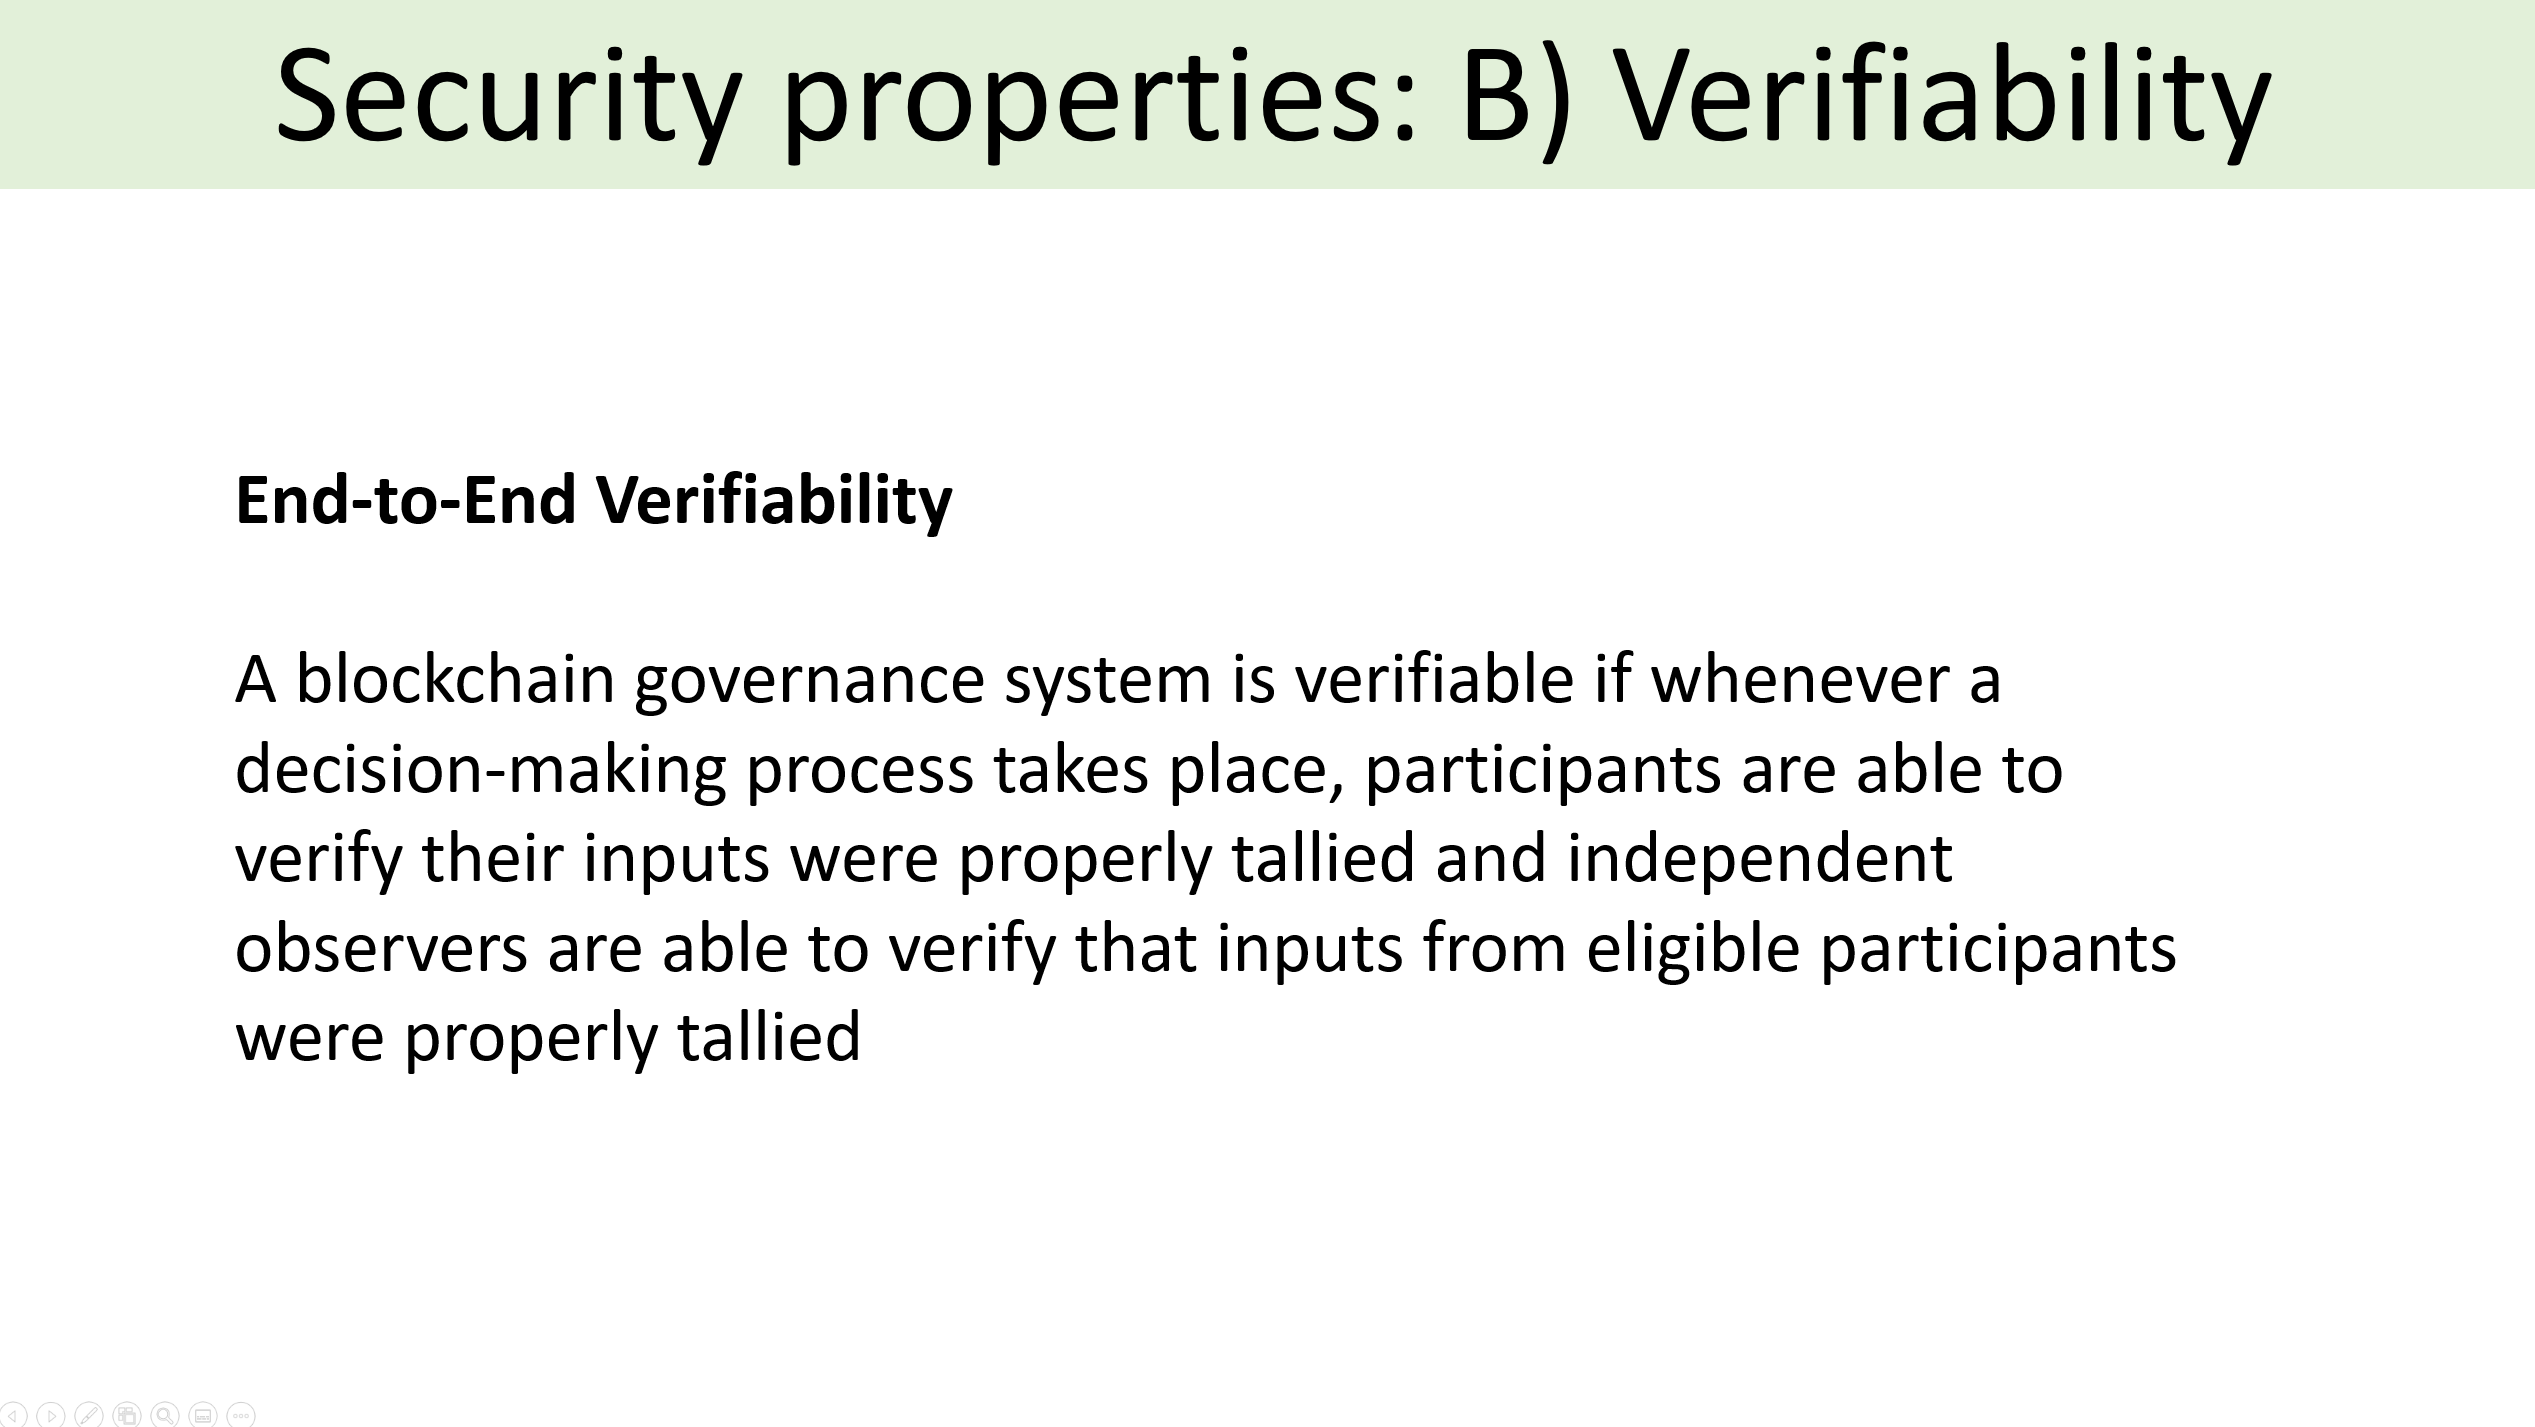 Security properties: B) Verifiability
End-to-End Verifiability
A blockchain governance system is verifiable if whenever a
decision-making process takes place, participants are able to
verify their inputs were properly tallied and independent
observers are able to verify that inputs from eligible participants
were properly tallied